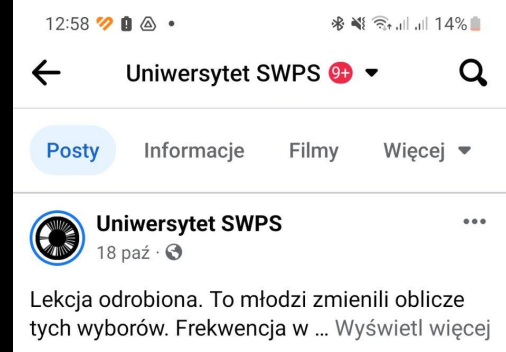 12:58 14%
Uniwersytet SWPS 9+
Posty Informacje Filmy Więcej
Uniwersytet SWPS
18 paź ·
Lekcja odrobiona. To młodzi zmienili oblicze
tych wyborów. Frekwencja w ... Wyświetl więcej